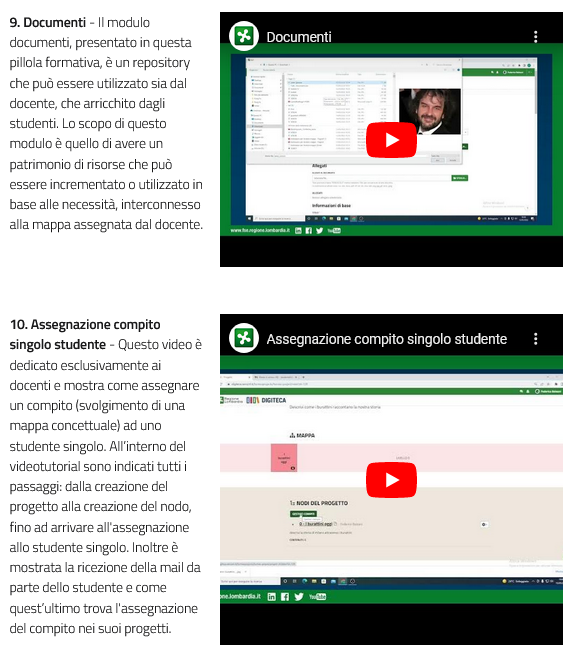 9. Documenti - Il modulo
documenti, presentato in questa
pillola formativa, è un repository
che può essere utilizzato sia dal
docente, che arricchito dagli
studenti. Lo scopo di questo
modulo è quello di avere un
patrimonio di risorse che può
essere incrementato o utilizzato in
base alle necessità, interconnesso
alla mappa assegnata dal docente.
Documenti
Allegati
Informazioni di base
www.fse.regione.lombardia.it
YouTube
10. Assegnazione compito
singolo studente - Questo video è
dedicato esclusivamente ai
docenti e mostra come assegnare
un compito (svolgimento di una
mappa concettuale) ad uno
studente singolo. All'interno del
videotutorial sono indicati tutti i
passaggi: dalla creazione del
progetto alla creazione del nodo,
fino ad arrivare all'assegnazione
allo studente singolo. Inoltre è
mostrata la ricezione della mail da
parte dello studente e come
quest'ultimo trova l'assegnazione
del compito nei suoi progetti.
Assegnazione compito singolo studente
DIGITECA
MAPPA
NODI DEL PROGETTO
one.lombardia.it
YouTube